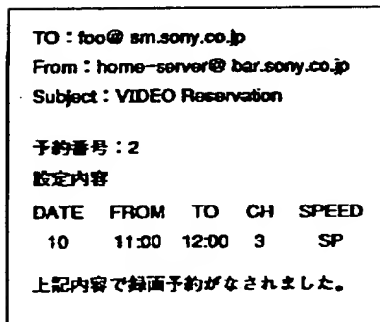 TO：foo@ sm.sony.co.jp
From：home-server@ bar.sony.co.jp
Subject：VIDEO Reservation
予約番号：2
設定内容
DATE FROM TO CH SPEED
10 11:00 12:00 3 SP
上記内容で録画予約がなされました。